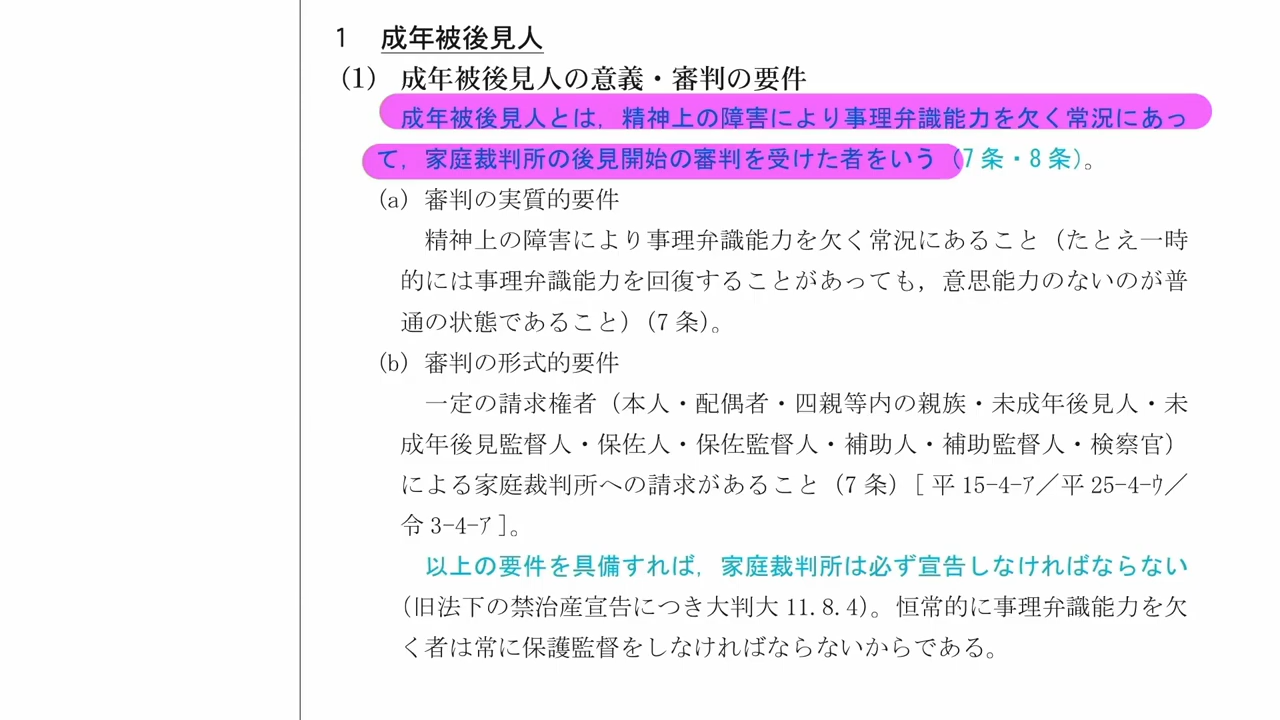 1 成年被後見人
(1) 成年被後見人の意義・審判の要件
成年被後見人とは，精神上の障害により事理弁識能力を欠く常況にあっ
て，家庭裁判所の後見開始の審判を受けた者をいう（7条・8条）。
(a) 審判の実質的要件
精神上の障害により事理弁識能力を欠く常況にあること（たとえ一時
的には事理弁識能力を回復することがあっても，意思能力のないのが普
通の状態であること）（7条）。
(b) 審判の形式的要件
一定の請求権者（本人・配偶者・四親等内の親族・未成年後見人・未
成年後見監督人・保佐人・保佐監督人・補助人・補助監督人・検察官）
による家庭裁判所への請求があること（7条）［平15-4-ｱ／平25-4-ｳ／
令3-4-ｱ］。
以上の要件を具備すれば，家庭裁判所は必ず宣告しなければならない
（旧法下の禁治産宣告につき大判大11.8.4）。恒常的に事理弁識能力を欠
く者は常に保護監督をしなければならないからである。